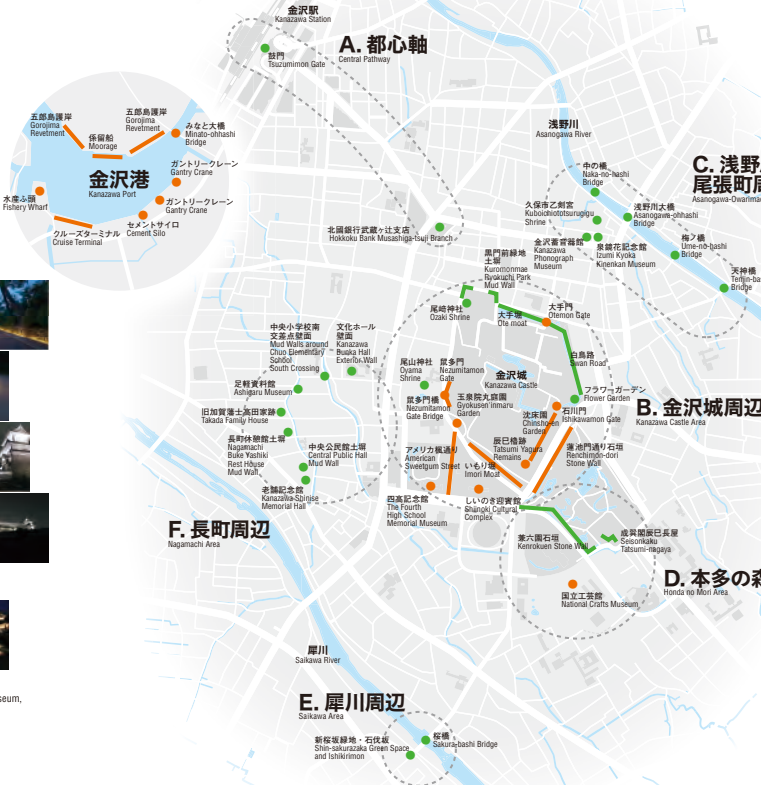 金沢駅
Kanazawa Station
鼓門
Tsuzumimon Gate
A. 都心軸
Central Pathway
五郎島護岸
Gorojima
Revetment
係留船
Moorage
五郎島護岸
Gorojima
Revetment
みなと大橋
Minato-ohhashi
Bridge
ガントリークレーン
Gantry Crane
金沢港
Kanazawa Port
ガントリークレーン
Gantry Crane
水産ふ頭
Fishery Wharf
セメントサイロ
Cement Silo
クルーズターミナル
Cruise Terminal
浅野川
Asanogawa River
中の橋
Naka-no-hashi
Bridge
C. 浅野
尾張町
Asanogawa-Owarimac
久保市乙剣宮
Kuboichiototsurugigu
Shrine
浅野川大橋
Asanogawa-ohhashi
Bridge
金沢蓄音器館
Kanazawa
Phonograph
Museum
泉鏡花記念館
Izumi Kyoka
Kinenkan Museum
梅ノ橋
Ume-no-bashi
Bridge
天神橋
Bridge
北國銀行武蔵ヶ辻支店
Hokkoku Bank Musashiga-tsuji Branch
黒門前緑地
土塀
Kuromonmae
Ryokuchi Park
Mud Wall
尾﨑神社
Ozaki Shrine
大手堀
Ote moat
大手門
Otemon Gate
白鳥路
Swan Road
中央小学校南
交差点壁面
Mud Walls around
Chuo Elementary
School
South Crossing
文化ホール
壁面
Kanazawa
Bunka Hall
Exterior Wall
尾山神社
Oyama
Shrine
鼠多門
Nezumitamon
Gate
金沢城
Kanazawa Castle
足軽資料館
Ashigaru Museum
鼠多門橋
Nezumitamon
Gate Bridge
玉泉院丸庭園
Gyokusen'inmaru
Garden
沈床園
Chinsho-en
Garden
フラワーガーデン
Flower Garden
石川門
Ishikawamon Gate
B. 金沢城周辺
Kanazawa Castle Area
旧加賀藩士高田家跡
Takada Family House
長町休憩館土塀
Nagamachi
Buke Yashiki
Rest House
Mud Wall
中央公民館土塀
Central Public Hall
Mud Wall
アメリカ楓通り
American
Sweetgum Street
いもり堀
Imori Moat
辰巳櫓跡
Tatsumi Yagura
Remains
蓮池門通り石垣
Renchimon-dori
Stone Wall
老舗記念館
Kanazawa Shinise
Memorial Hall
四高記念館
The Fourth
High School
Memorial Museum
しいのき迎賓館
Shiinoki Cultural
Complex
F. 長町周辺
Nagamachi Area
兼六園石垣
Kenrokuen Stone Wall
成巽閣辰巳長屋
Seisonkaku
Tatsumi-nagaya
国立工芸館
National Crafts Museum
D. 本多の森
Honda no Mori Area
犀川
Saikawa River
E. 犀川周辺
Saikawa Area
新桜坂緑地・石伐坂
Shin-sakurazaka Green Space
and Ishikirimon
桜橋
Sakura-bashi Bridge
seum,